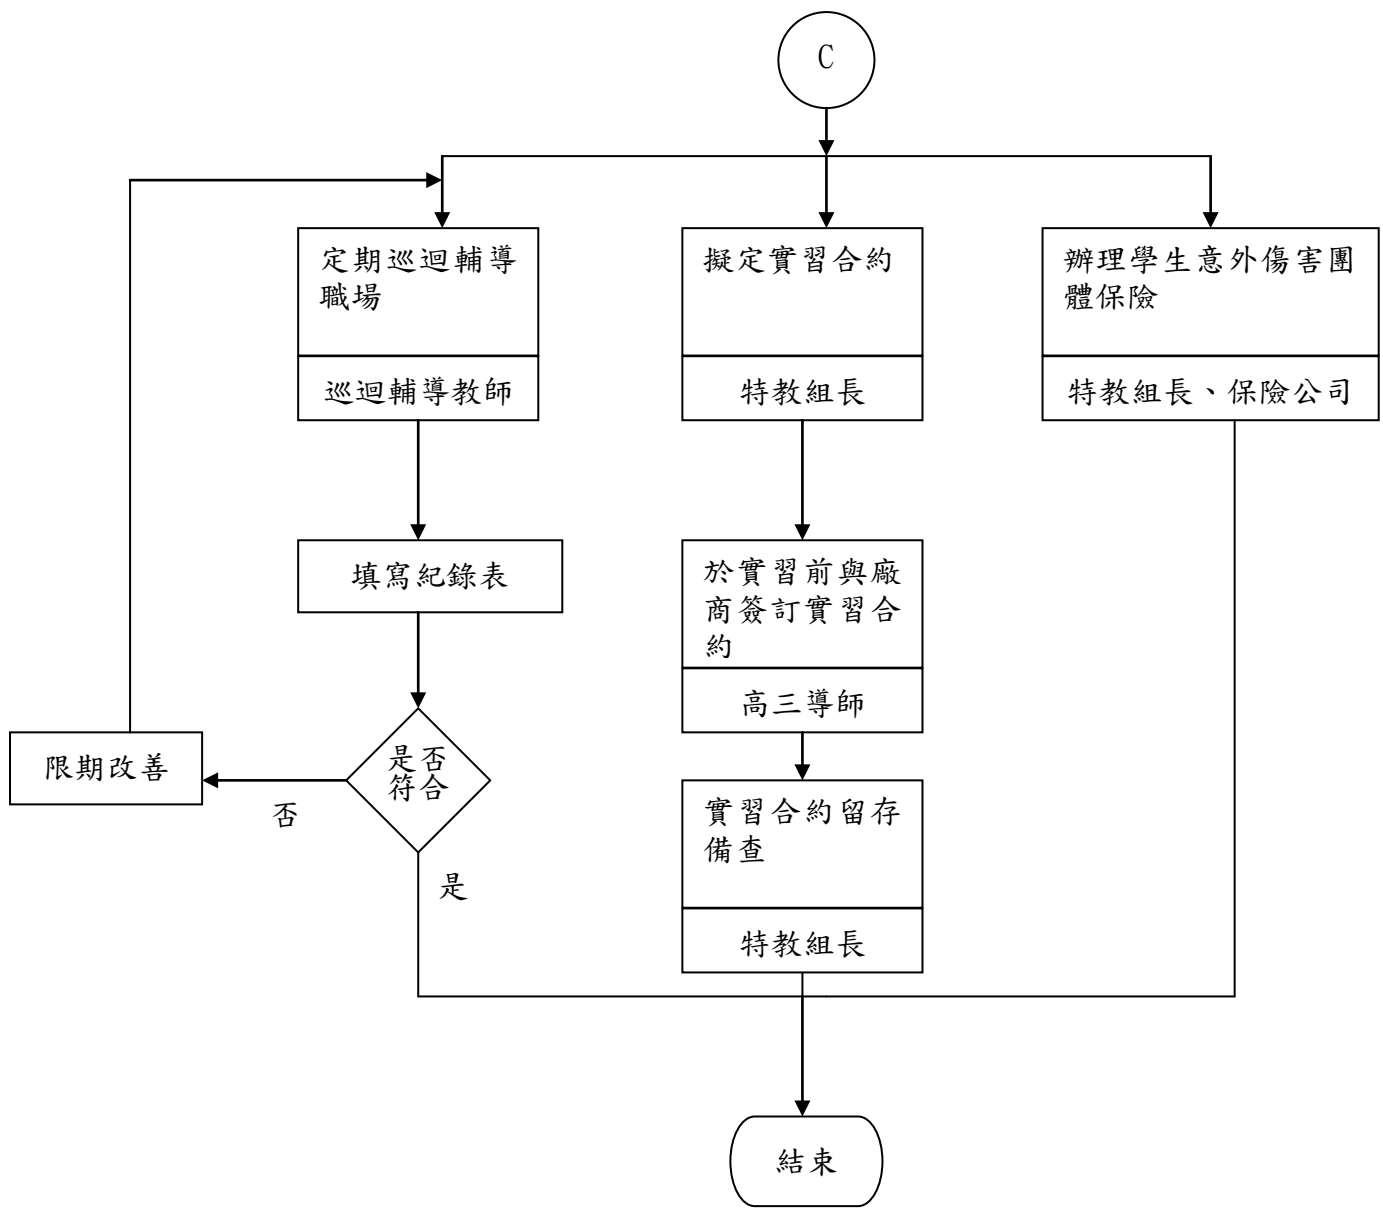 C
定期巡迴輔導
職場
巡迴輔導教師
擬定實習合約
特教組長
辦理學生意外傷害團
體保險
特教組長、保險公司
填寫紀錄表
於實習前與廠
商簽訂實習合
約
高三導師
限期改善
是否
符合
否
是
實習合約留存
備查
特教組長
結束